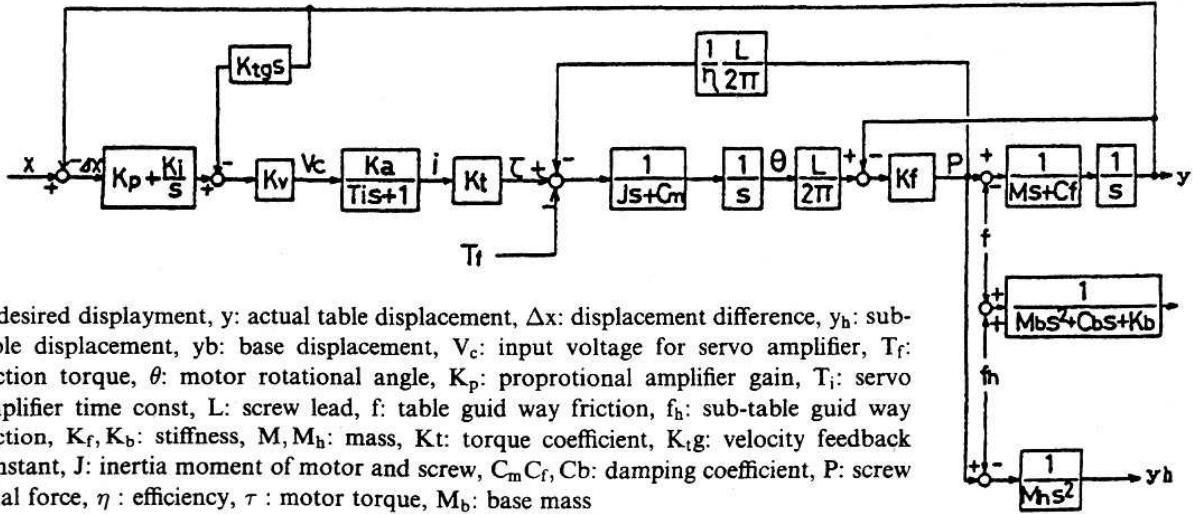 Ktgs
1/η L/2π
x
Δx
Kp + Ki/s
Kv
Vc
Ka/Tis+1
i
Kt
τ
1/Js+Cm
1/s
θ
L/2π
Kf
P
1/Ms+Cf
1/s
y
Tf
f
1/Mbs²+Cbs+Kb
fh
1/Mhs²
yh
desired displayment, y: actual table displacement, Δx: displacement difference, yh: sub-
ble displacement, yb: base displacement, Vc: input voltage for servo amplifier, Tf:
ction torque, θ: motor rotational angle, Kp: proprotional amplifier gain, Ti: servo
plifier time const, L: screw lead, f: table guid way friction, fh: sub-table guid way
ction, Kf, Kb: stiffness, M, Mh: mass, Kt: torque coefficient, Ktg: velocity feedback
nstant, J: inertia moment of motor and screw, CmCf, Cb: damping coefficient, P: screw
al force, η : efficiency, τ : motor torque, Mb: base mass